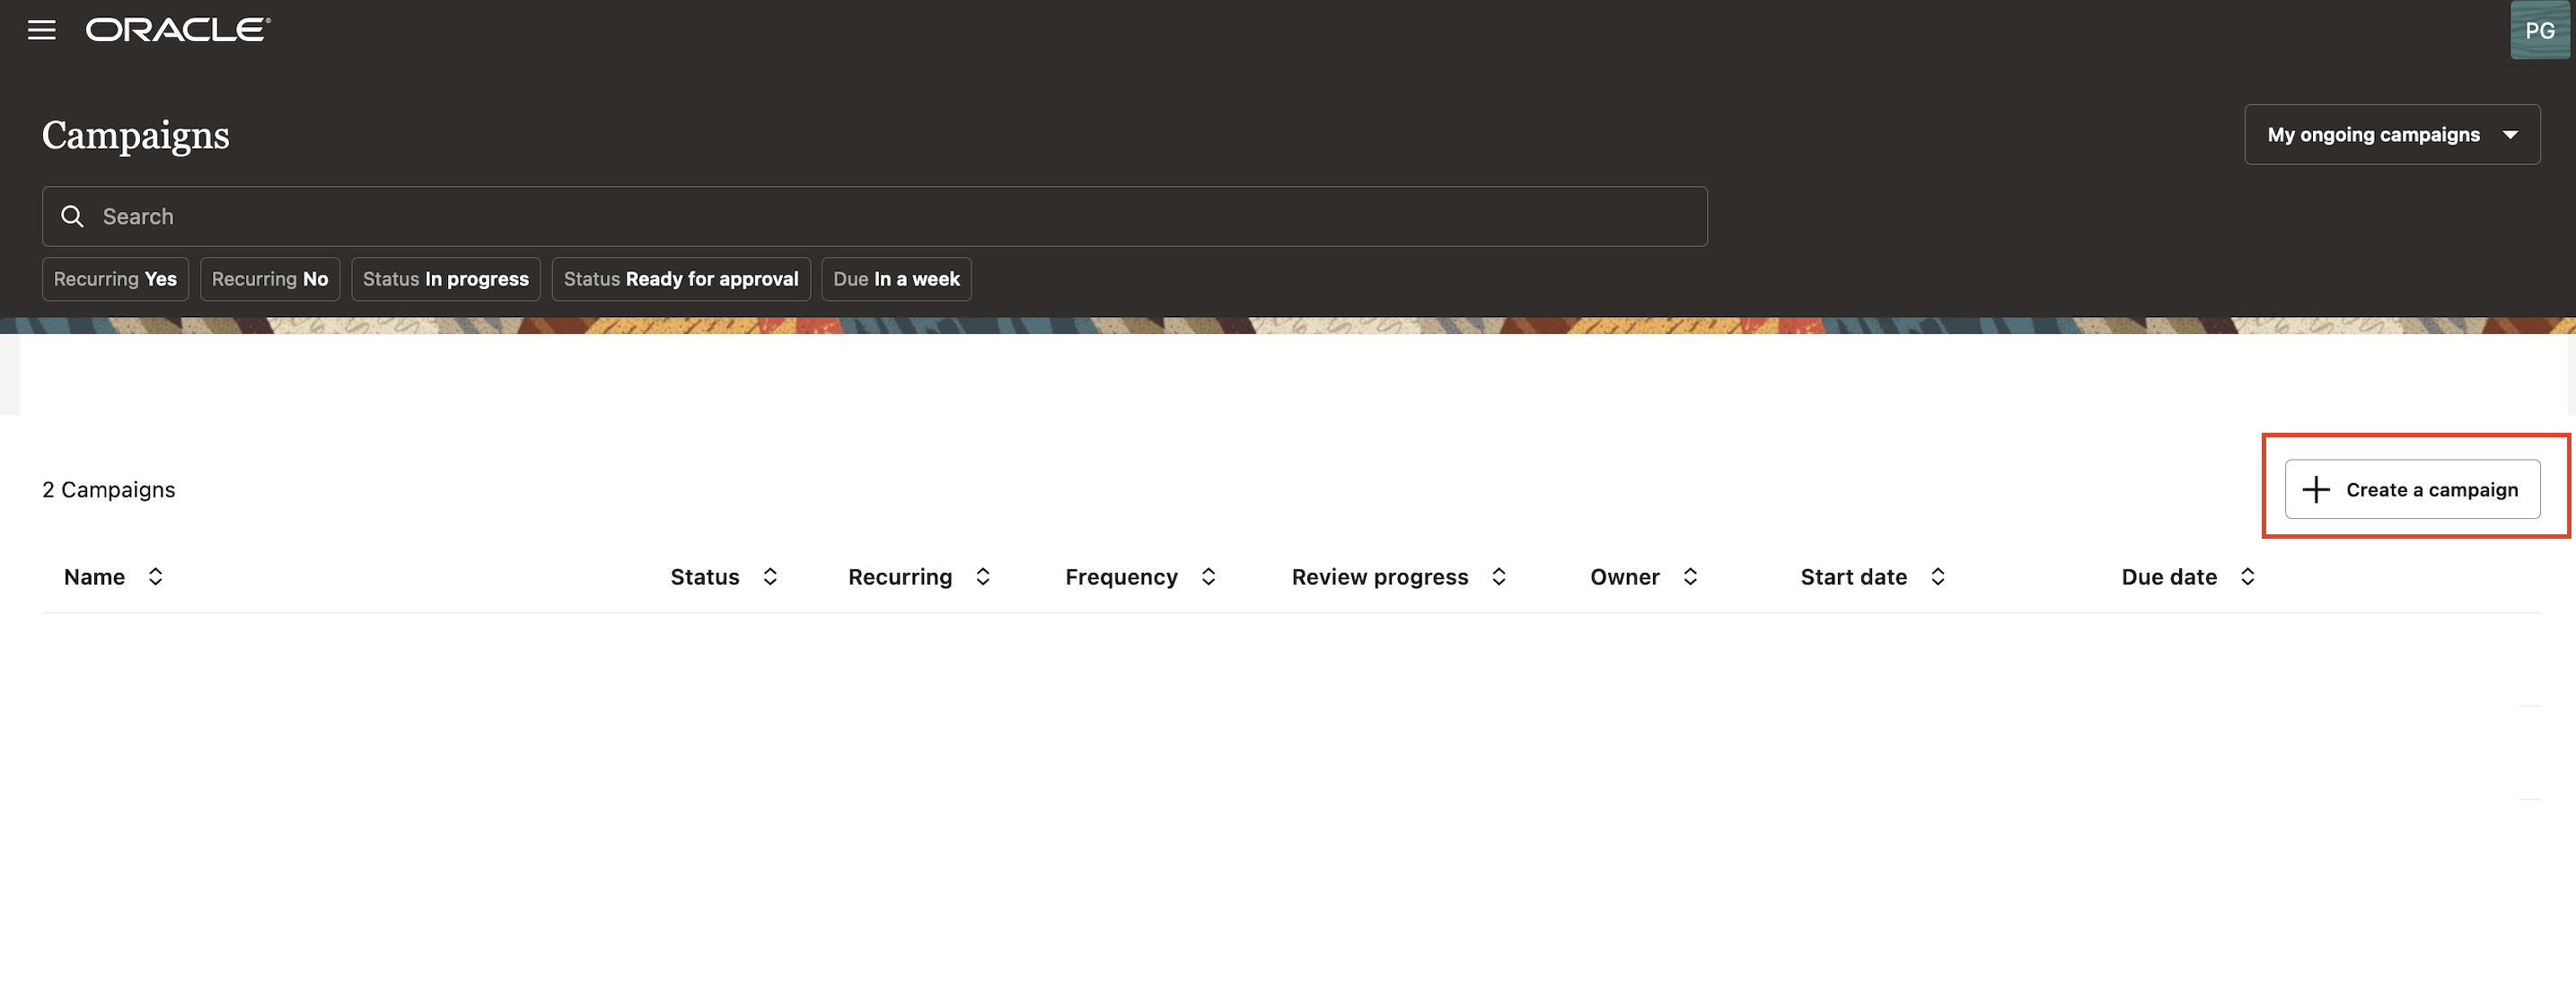 ORACLE®
PG
Campaigns
My ongoing campaigns
Search
Recurring Yes Recurring No Status In progress Status Ready for approval Due In a week
2 Campaigns
Create a campaign
Name Status Recurring Frequency Review progress Owner Start date Due date